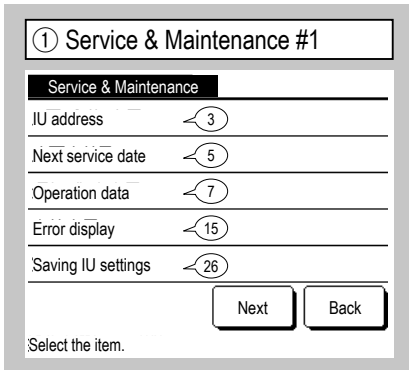 ① Service & Maintenance #1
Service & Maintenance
IU address 3
Next service date 5
Operation data 7
Error display 15
Saving IU settings 26
Next Back
Select the item.